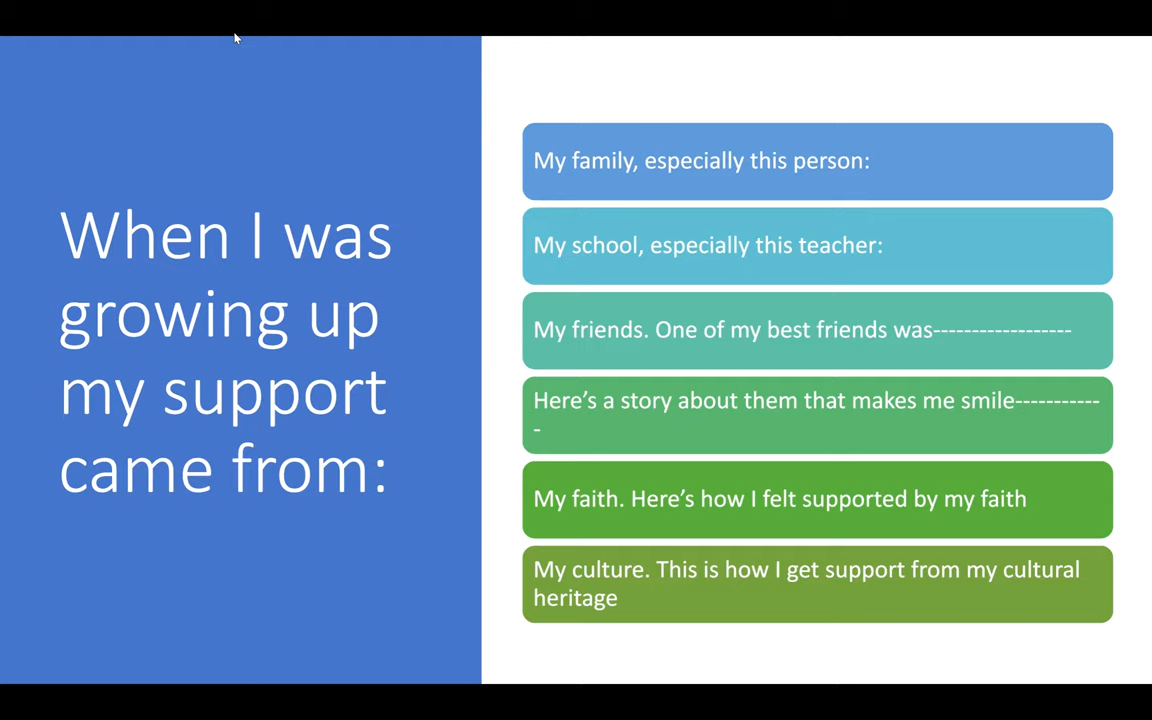 When I was
growing up
my support
came from:
My family, especially this person:
My school, especially this teacher:
My friends. One of my best friends was------------------
Here’s a story about them that makes me smile-----------
-
My faith. Here’s how I felt supported by my faith
My culture. This is how I get support from my cultural
heritage